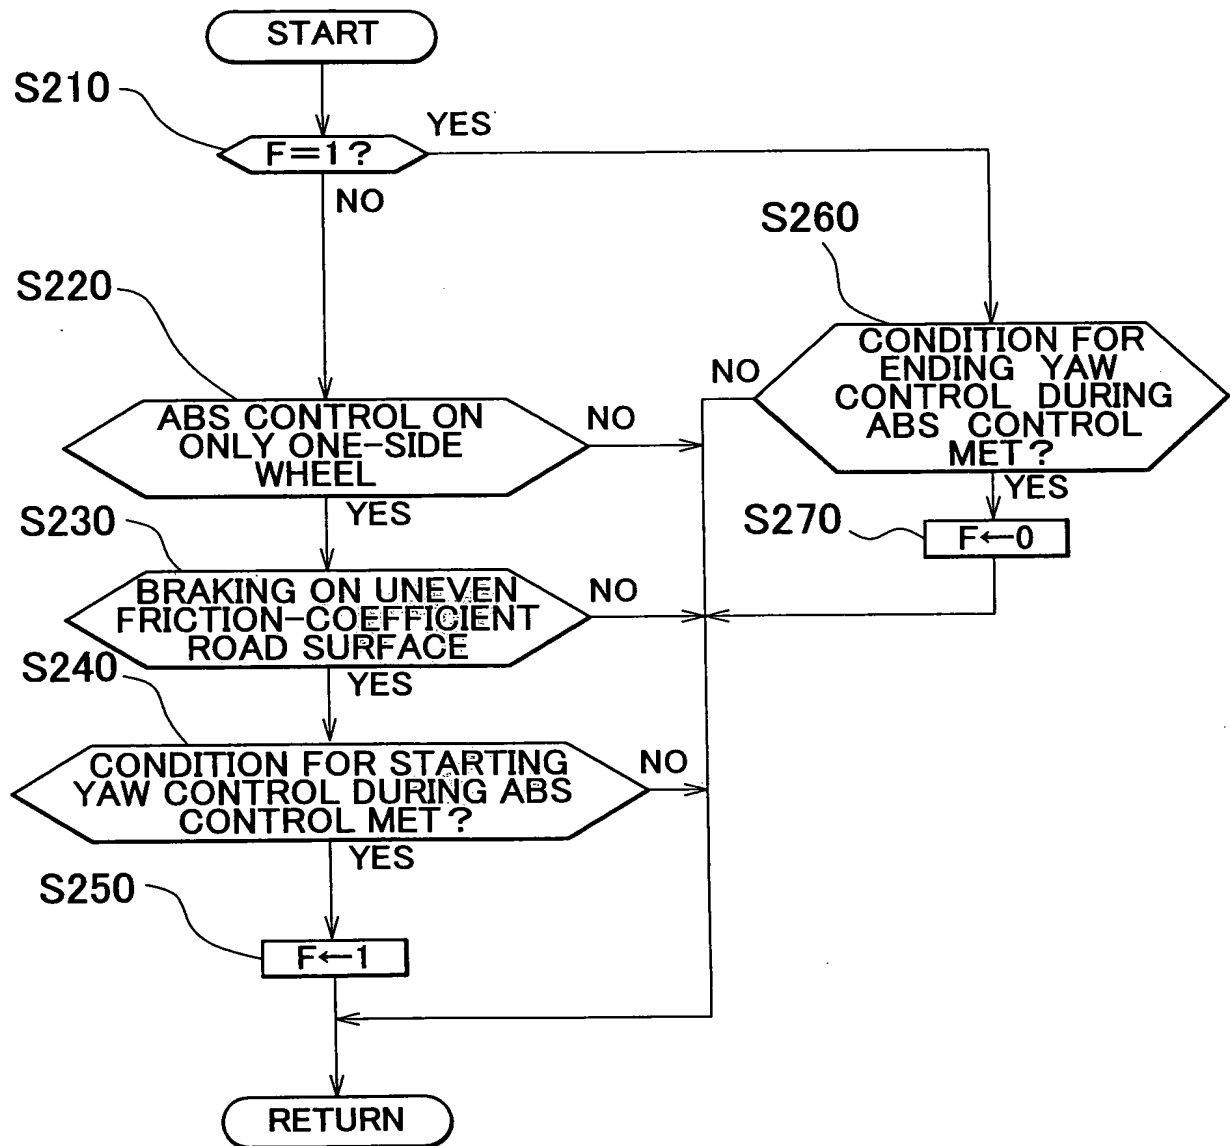 START
S210
F=1?
YES
NO
S260
S220
CONDITION FOR
ENDING YAW
CONTROL DURING
ABS CONTROL
MET?
NO
ABS CONTROL ON
ONLY ONE-SIDE
WHEEL
NO
YES
YES
S230
S270
F←0
BRAKING ON UNEVEN
FRICTION-COEFFICIENT
ROAD SURFACE
NO
YES
S240
CONDITION FOR STARTING
YAW CONTROL DURING ABS
CONTROL MET?
NO
YES
S250
F←1
RETURN